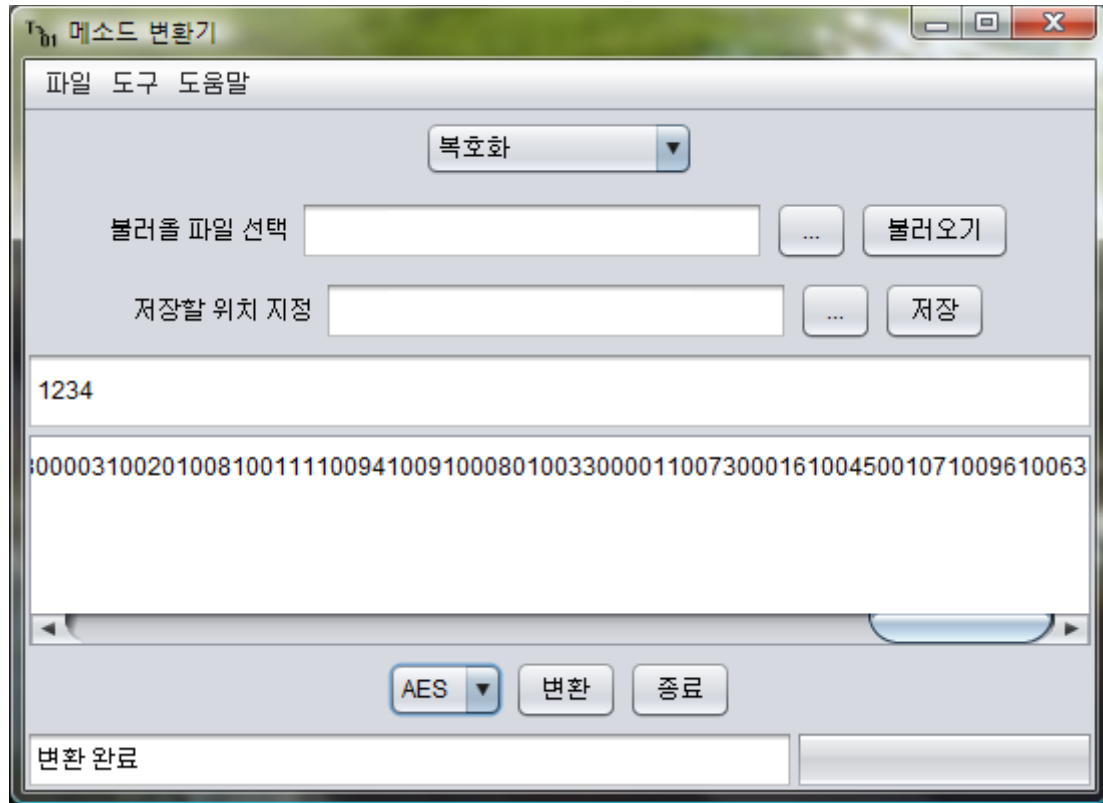 메소드 변환기
파일 도구 도움말
복호화
불러올 파일 선택 ... 불러오기
저장할 위치 지정 ... 저장
1234
000031002010081001111009410091000801003300001100730001610045001071009610063
AES 변환 종료
변환 완료